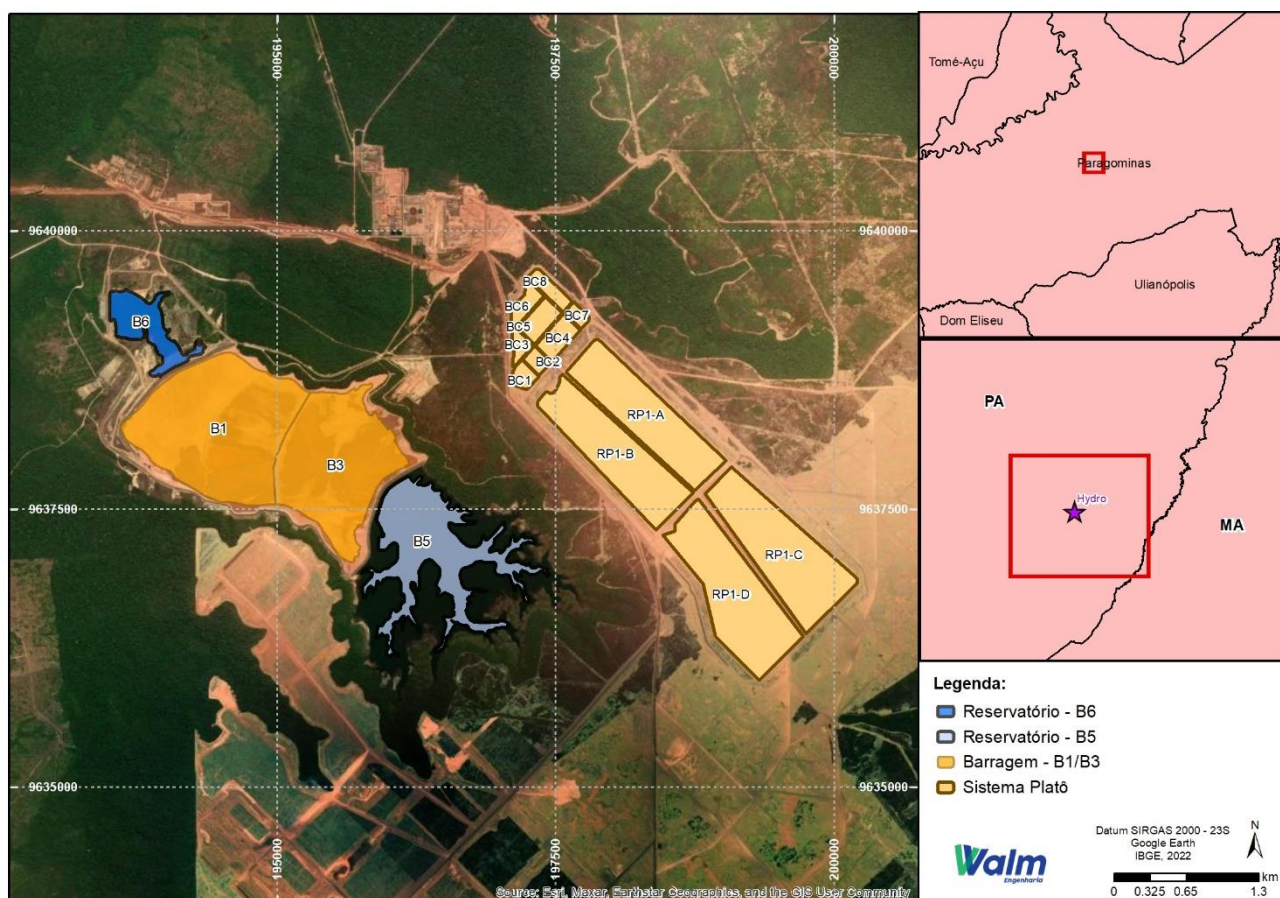 195000
197500
200000
9640000
9640000
B6
BC8
BC6
BC7
BC5
BC4
BC3
BC2
BC1
B1
B3
RP1-A
RP1-B
9637500
9637500
B5
RP1-C
RP1-D
9635000
9635000
195000
197500
200000
Source: Esri, Maxar, Earthstar Geographics, and the GIS User Community
Tomé-Açu
Paragominas
Ulianópolis
Dom Eliseu
PA
Hydro
MA
Legenda:
Reservatório - B6
Reservatório - B5
Barragem - B1/B3
Sistema Platô
Walm
Engenharia
Datum SIRGAS 2000 - 23S
Google Earth
IBGE, 2022
N
km
0 0.325 0.65 1.3